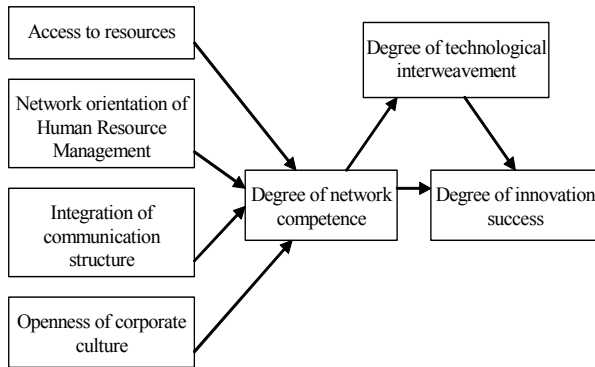 Access to resources
Network orientation of
Human Resource
Management
Integration of
communication
structure
Openness of corporate
culture
Degree of network
competence
Degree of technological
interweavement
Degree of innovation
success